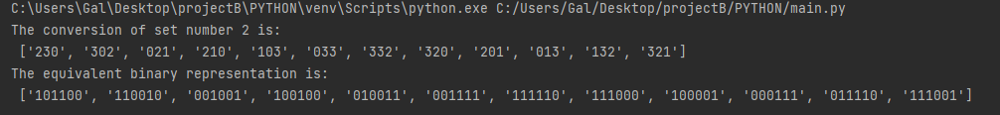 C:\Users\Gal\Desktop\projectB\PYTHON\venv\Scripts\python.exe C:/Users/Gal/Desktop/projectB/PYTHON/main.py
The conversion of set number 2 is:
['230', '302', '021', '210', '103', '033', '332', '320', '201', '013', '132', '321']
The equivalent binary representation is:
['101100', '110010', '001001', '100100', '010011', '001111', '111110', '111000', '100001', '000111', '011110', '111001']